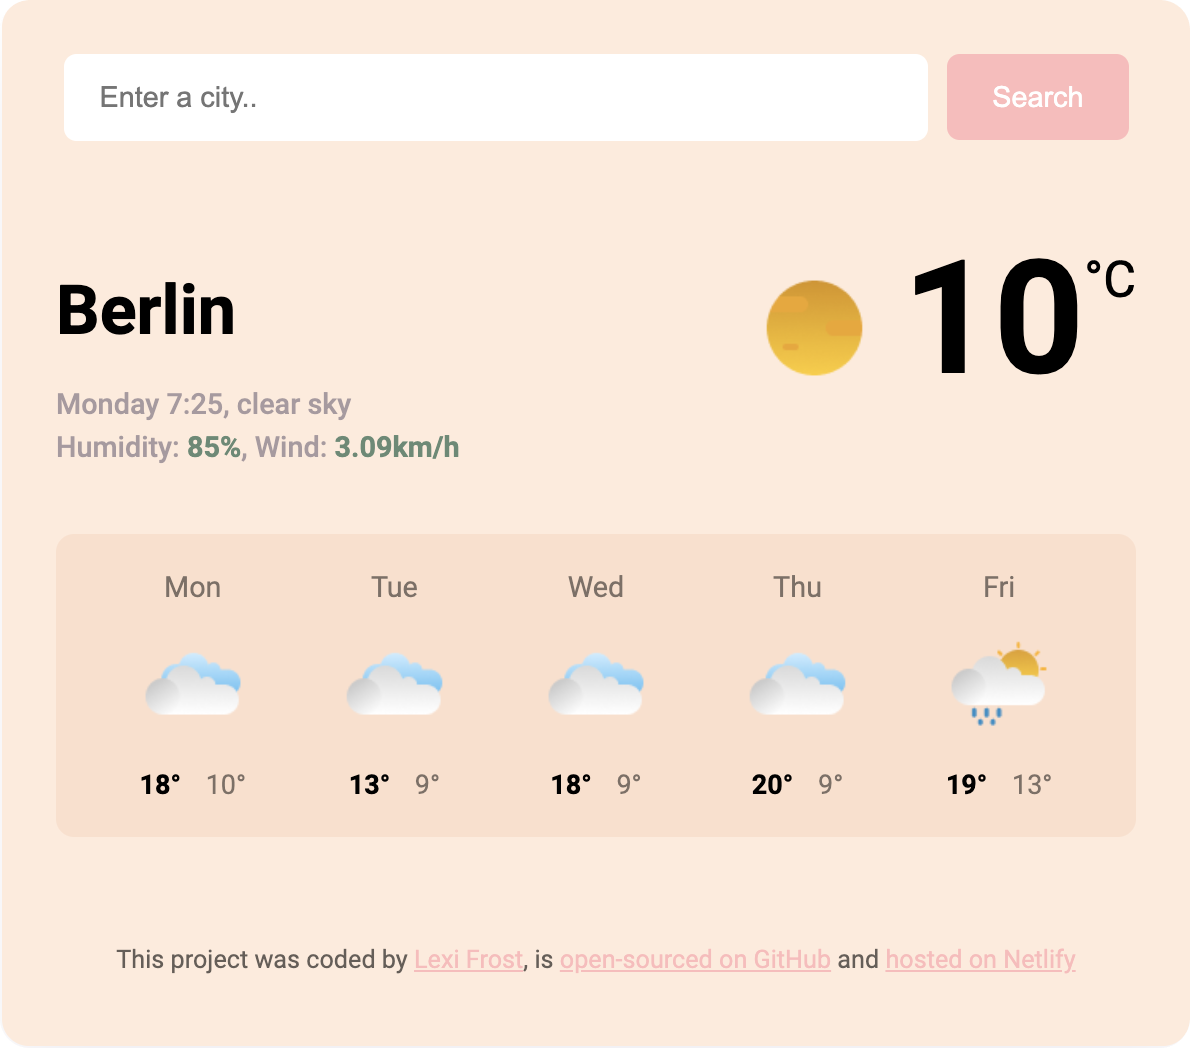 Enter a city..
Search
Berlin
10°C
Monday 7:25, clear sky
Humidity: 85%, Wind: 3.09km/h
Mon Tue Wed Thu Fri
18° 10° 13° 9° 18° 9° 20° 9° 19° 13°
This project was coded by Lexi Frost, is open-sourced on GitHub and hosted on Netlify